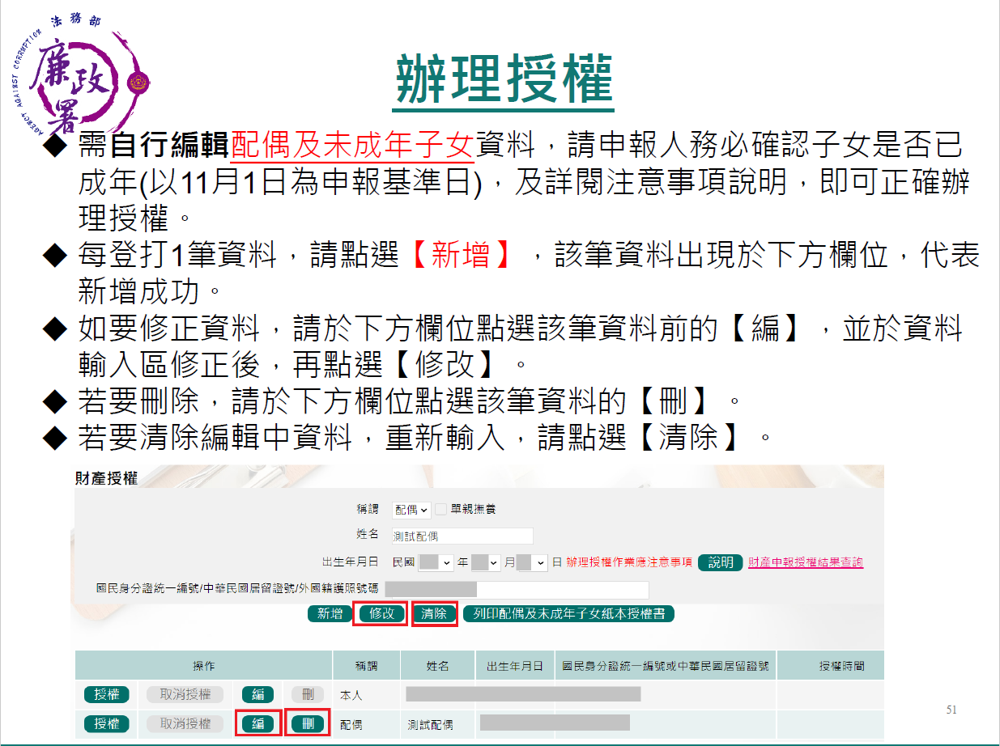 法務部
AGENCY AGAINST CORRUPTION
廉政署
辦理授權
◆ 需自行編輯配偶及未成年子女資料，請申報人務必確認子女是否已
成年(以11月1日為申報基準日)，及詳閱注意事項說明，即可正確辦
理授權。
◆ 每登打1筆資料，請點選【新增】，該筆資料出現於下方欄位，代表
新增成功。
◆ 如要修正資料，請於下方欄位點選該筆資料前的【編】，並於資料
輸入區修正後，再點選【修改】。
◆ 若要刪除，請於下方欄位點選該筆資料的【刪】。
◆ 若要清除編輯中資料，重新輸入，請點選【清除】。
財產授權
稱謂 配偶 單親撫養
姓名 測試配偶
出生年月日 民國 年 月 日 辦理授權作業應注意事項 說明 財產申報授權結果查詢
國民身分證統一編號/中華民國居留證號/外國籍護照號碼
新增 修改 清除 列印配偶及未成年子女紙本授權書
操作 稱謂 姓名 出生年月日 國民身分證統一編號或中華民國居留證號 授權時間
授權 取消授權 編 刪 本人
授權 取消授權 編 刪 配偶 測試配偶
51